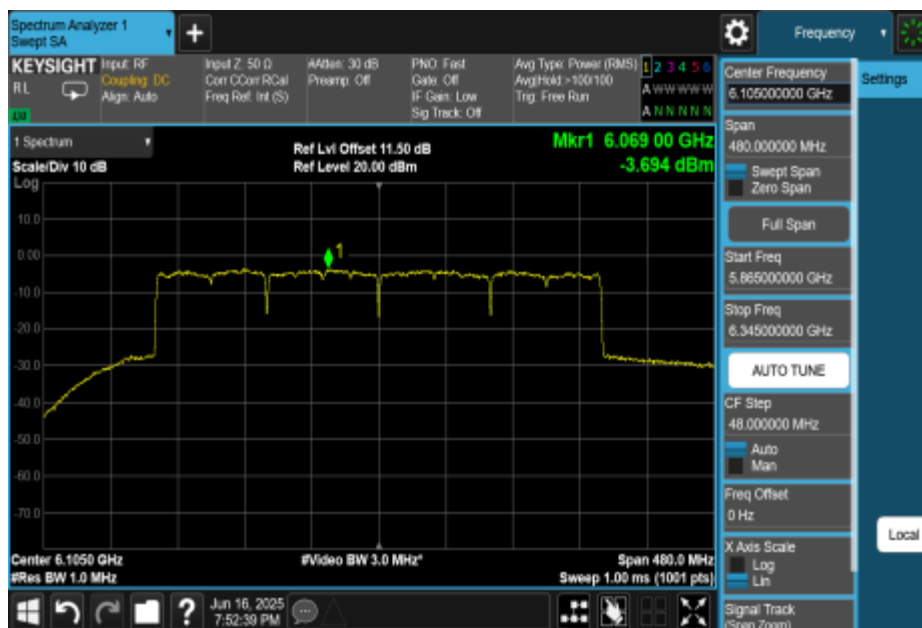 Spectrum Analyzer 1
Swept SA
+
Frequency
KEYSIGHT
RL
Input: RF
Coupling: DC
Align: Auto
Input Z: 50 Ω
Corr CCorr RCal
Freq Ref: Int (S)
#Atten: 30 dB
Preamp: Off
PNO: Fast
Gate: Off
IF Gain: Low
Sig Track: Off
Avg Type: Power (RMS)
Avg|Hold:>100/100
Trig: Free Run
1 2 3 4 5 6
A W W W W W
A N N N N N
1 Spectrum
Scale/Div 10 dB
Ref Lvl Offset 11.50 dB
Ref Level 20.00 dBm
Mkr1 6.069 00 GHz
-3.694 dBm
Log
10.0
0.00
-10.0
-20.0
-30.0
-40.0
-50.0
-60.0
-70.0
1
Center 6.1050 GHz
#Res BW 1.0 MHz
#Video BW 3.0 MHz*
Span 480.0 MHz
Sweep 1.00 ms (1001 pts)
?
Jun 16, 2025
7:52:39 PM
Center Frequency
6.105000000 GHz
Span
480.000000 MHz
Swept Span
Zero Span
Full Span
Start Freq
5.865000000 GHz
Stop Freq
6.345000000 GHz
AUTO TUNE
CF Step
48.000000 MHz
Auto
Man
Freq Offset
0 Hz
X Axis Scale
Log
Lin
Signal Track
(Span Zoom)
Settings
Local